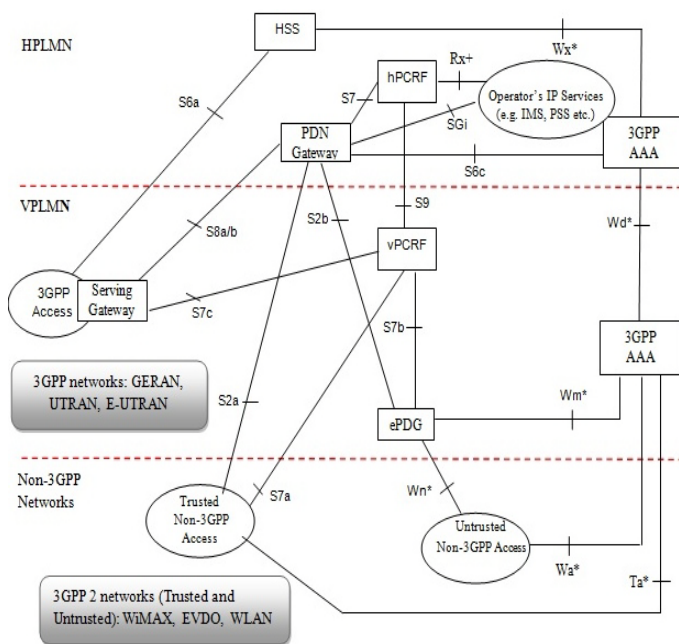 HSS
HPLMN
Wx*
Rx+
hPCRF
S7
S6a
Operator's IP Services
(e.g. IMS, PSS etc.)
SGi
PDN
Gateway
3GPP
AAA
S6c
VPLMN
S8a/b
S2b
S9
Wd*
vPCRF
3GPP
Access
Serving
Gateway
S7c
S7b
3GPP
AAA
3GPP networks: GERAN,
UTRAN, E-UTRAN
S2a
ePDG
Wm*
Non-3GPP
Networks
S7a
Wn*
Trusted
Non-3GPP
Access
Untrusted
Non-3GPP Access
Wa*
Ta*
3GPP 2 networks (Trusted and
Untrusted): WiMAX, EVDO, WLAN